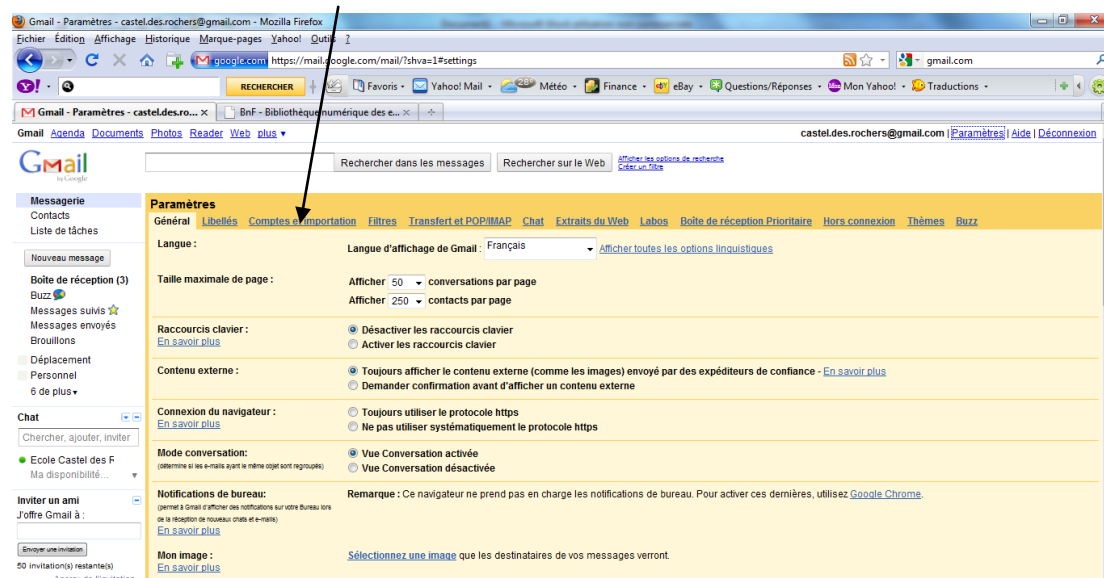 Gmail - Paramètres - castel.des.rochers@gmail.com - Mozilla Firefox
Fichier Édition Affichage Historique Marque-pages Yahoo! Outils ?
google.com https://mail.google.com/mail/?shva=1#settings gmail.com
Y! RECHERCHER Favoris Yahoo! Mail 28° Météo Finance eBay Questions/Réponses Mon Yahoo! Traductions
Gmail - Paramètres - castel.des.ro... BnF - Bibliothèque numérique des e...
Gmail Agenda Documents Photos Reader Web plus castel.des.rochers@gmail.com | Paramètres | Aide | Déconnexion
Gmail by Google Rechercher dans les messages Rechercher sur le Web Afficher les options de recherche
Créer un filtre
Messagerie
Contacts
Liste de tâches
Nouveau message
Boîte de réception (3)
Buzz
Messages suivis
Messages envoyés
Brouillons
Déplacement
Personnel
6 de plus
Chat
Chercher, ajouter, inviter
Ecole Castel des R
Ma disponibilité...
Inviter un ami
J'offre Gmail à :
Envoyer une invitation
50 invitation(s) restante(s)
Paramètres
Général Libellés Comptes et importation Filtres Transfert et POP/IMAP Chat Extraits du Web Labos Boîte de réception Prioritaire Hors connexion Thèmes Buzz
Langue : Langue d'affichage de Gmail : Français Afficher toutes les options linguistiques
Taille maximale de page : Afficher 50 conversations par page
Afficher 250 contacts par page
Raccourcis clavier : Désactiver les raccourcis clavier
En savoir plus Activer les raccourcis clavier
Contenu externe : Toujours afficher le contenu externe (comme les images) envoyé par des expéditeurs de confiance - En savoir plus
Demander confirmation avant d'afficher un contenu externe
Connexion du navigateur : Toujours utiliser le protocole https
En savoir plus Ne pas utiliser systématiquement le protocole https
Mode conversation: Vue Conversation activée
(détermine si les e-mails ayant le même objet sont regroupés) Vue Conversation désactivée
Notifications de bureau: Remarque : Ce navigateur ne prend pas en charge les notifications de bureau. Pour activer ces dernières, utilisez Google Chrome.
(permet à Gmail d'afficher des notifications sur votre Bureau lors
de la réception de nouveaux chats et e-mails)
En savoir plus
Mon image : Sélectionnez une image que les destinataires de vos messages verront.
En savoir plus